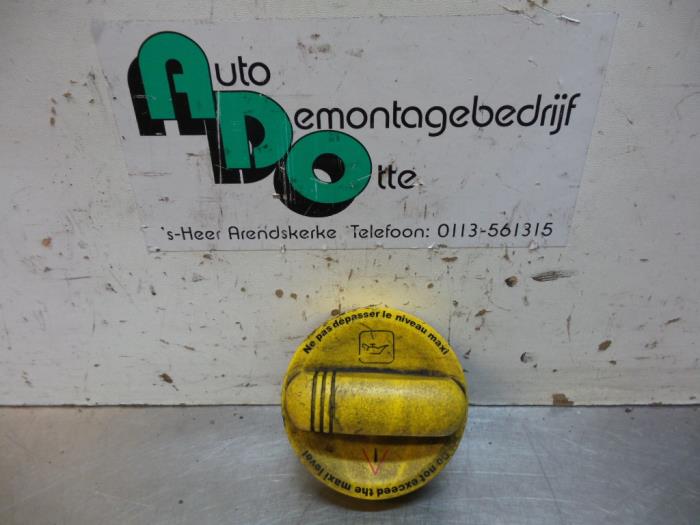 Auto
Demontagebedrijf
Otte
's-Heer Arendskerke Telefoon: 0113-561315
Ne pas dépasser le niveau maxi
Do not exceed the maxi level